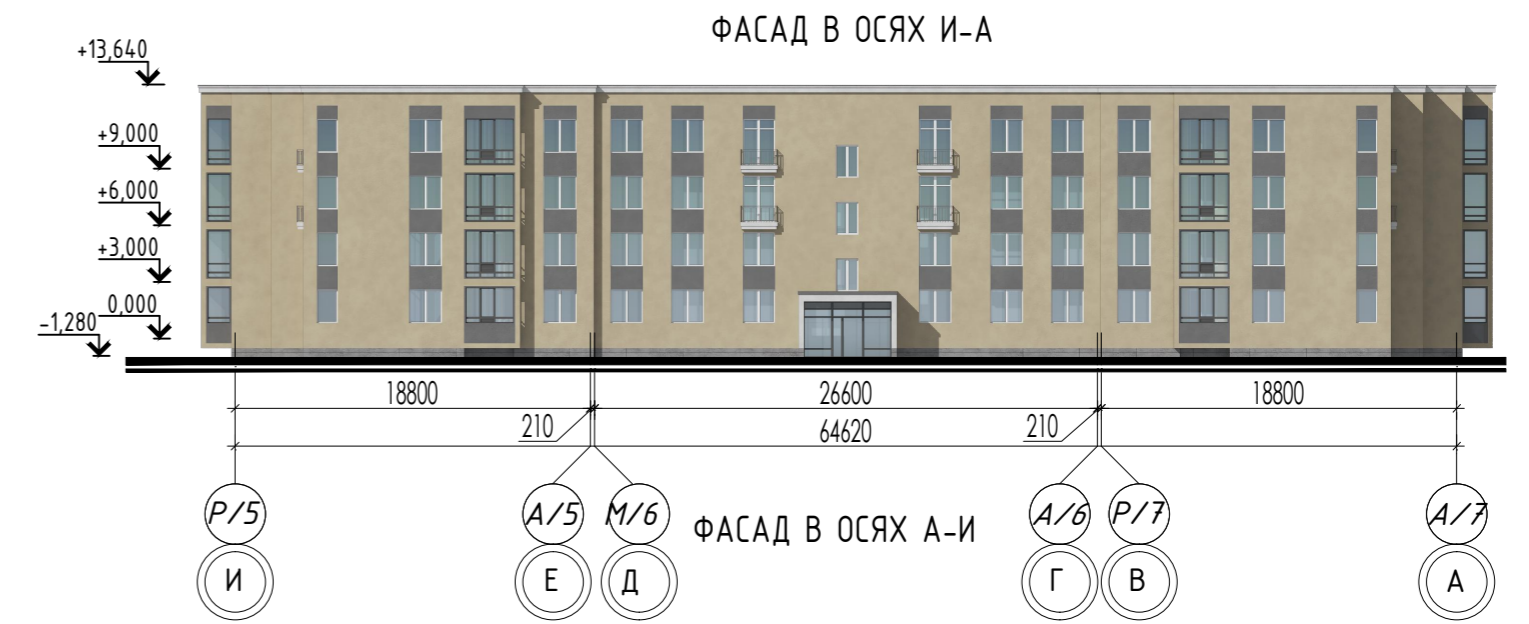 ФАСАД В ОСЯХ И-А
+13,640
+9,000
+6,000
+3,000
0,000
-1,280
18800 26600 18800
210 64620 210
Р/5 А/5 М/6 А/6 Р/7 А/7
ФАСАД В ОСЯХ А-И
И Е Д Г В А